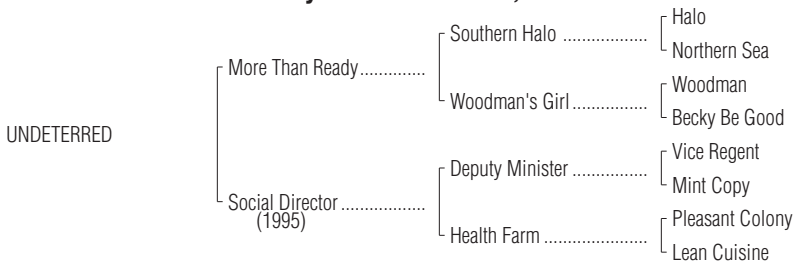 Halo
Southern Halo ..................
Northern Sea
More Than Ready..............
Woodman
Woodman's Girl................
Becky Be Good
UNDETERRED
Vice Regent
Deputy Minister ................
Mint Copy
Social Director ..................
(1995)
Pleasant Colony
Health Farm ......................
Lean Cuisine